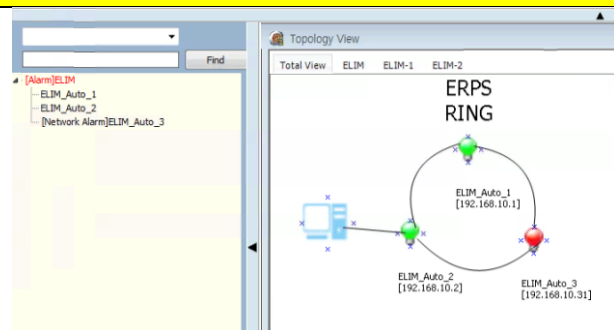 Find
[Alarm]ELIM
ELIM_Auto_1
ELIM_Auto_2
[Network Alarm]ELIM_Auto_3
Topology View
Total View ELIM ELIM-1 ELIM-2
ERPS
RING
ELIM_Auto_1
[192.168.10.1]
ELIM_Auto_2
[192.168.10.2]
ELIM_Auto_3
[192.168.10.31]